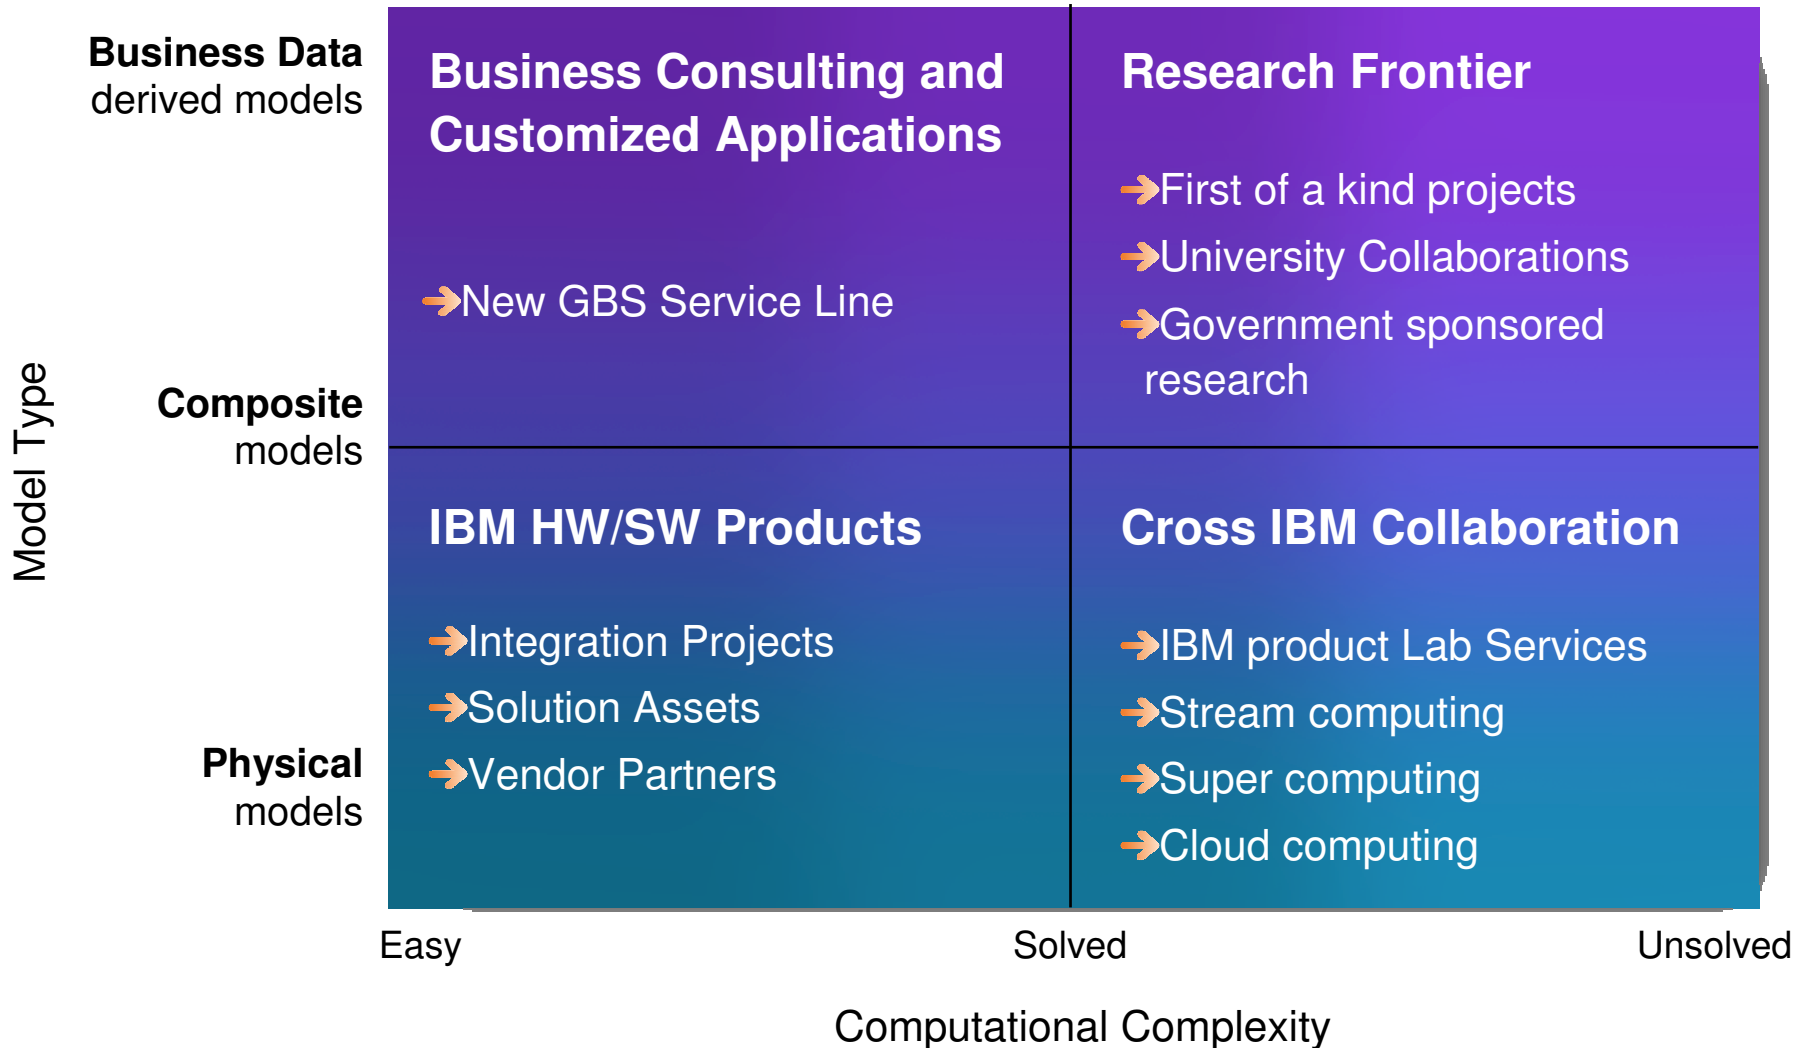 Business Data
derived models
Composite
models
Physical
models
Model Type
Business Consulting and
Customized Applications
New GBS Service Line
Research Frontier
First of a kind projects
University Collaborations
Government sponsored
research
IBM HW/SW Products
Integration Projects
Solution Assets
Vendor Partners
Cross IBM Collaboration
IBM product Lab Services
Stream computing
Super computing
Cloud computing
Easy
Solved
Unsolved
Computational Complexity